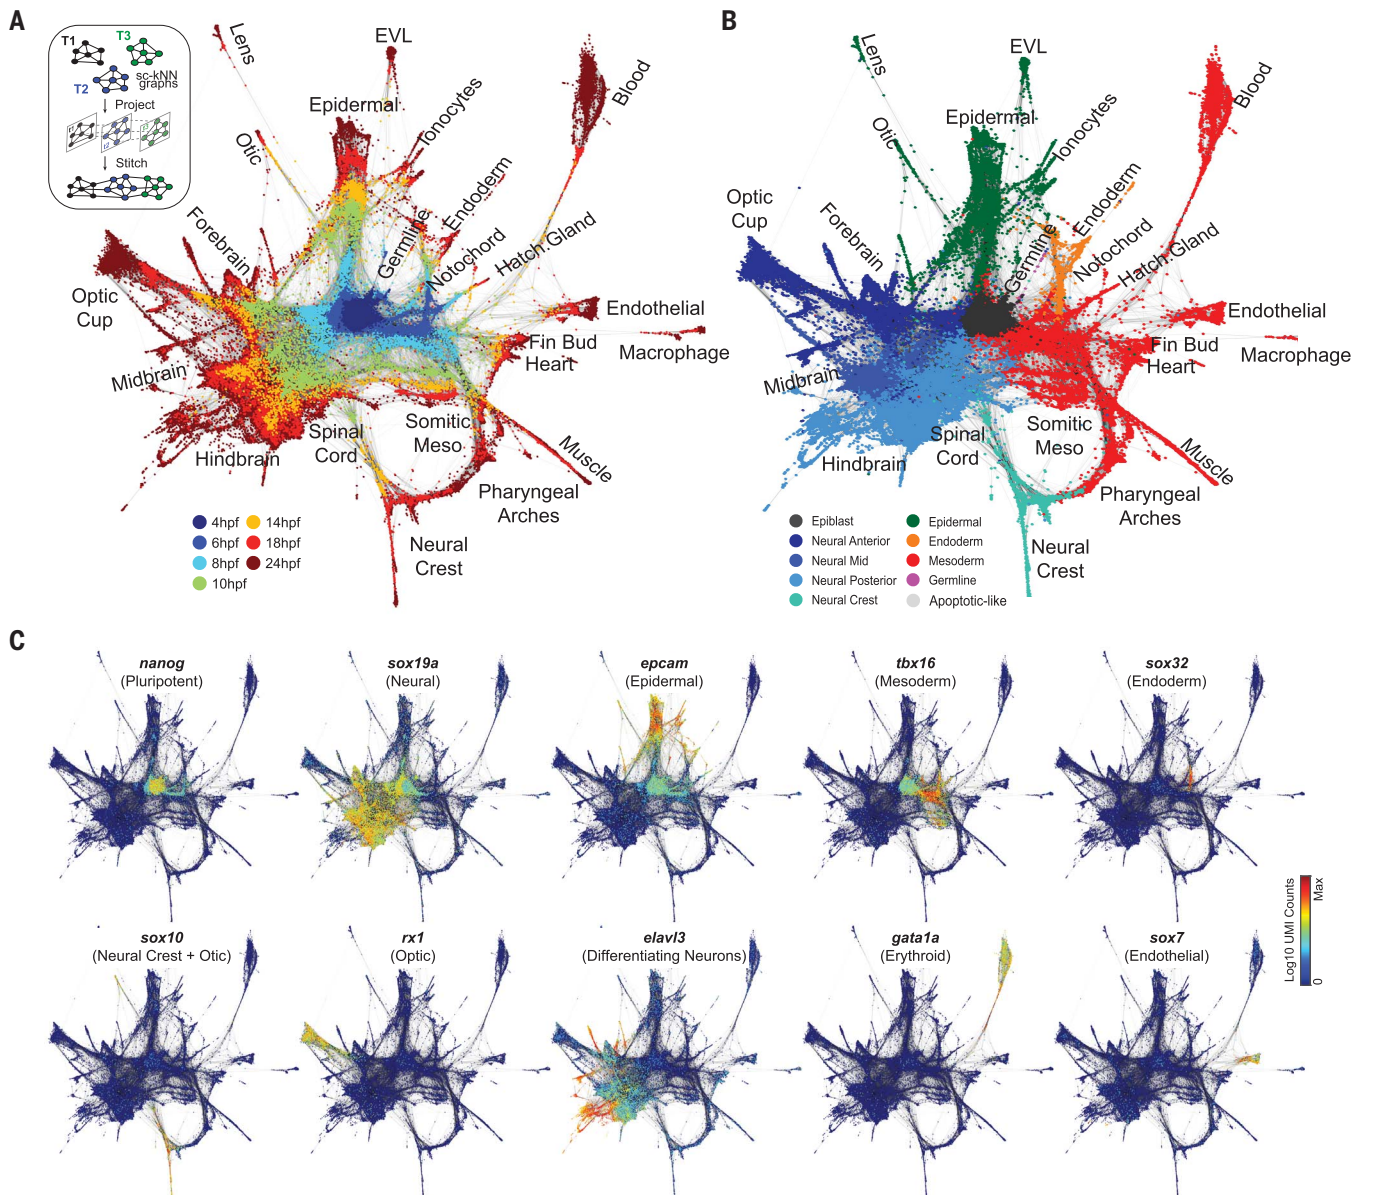 A
T1
T3
T2
sc-kNN
graphs
Project
t1
t2
t3
Stitch
Lens
EVL
Epidermal
Ionocytes
Blood
Otic
Forebrain
Germline
Endoderm
Notochord
Hatch.Gland
Optic
Cup
Endothelial
Fin Bud
Heart
Macrophage
Midbrain
Hindbrain
Spinal
Cord
Somitic
Meso
Muscle
Pharyngeal
Arches
Neural
Crest
4hpf
6hpf
8hpf
10hpf
14hpf
18hpf
24hpf
B
Lens
EVL
Epidermal
Ionocytes
Blood
Otic
Optic
Cup
Forebrain
Germline
Endoderm
Notochord
Hatch.Gland
Endothelial
Fin Bud
Heart
Macrophage
Midbrain
Hindbrain
Spinal
Cord
Somitic
Meso
Muscle
Pharyngeal
Arches
Neural
Crest
Epiblast
Neural Anterior
Neural Mid
Neural Posterior
Neural Crest
Epidermal
Endoderm
Mesoderm
Germline
Apoptotic-like
C
nanog
(Pluripotent)
sox19a
(Neural)
epcam
(Epidermal)
tbx16
(Mesoderm)
sox32
(Endoderm)
sox10
(Neural Crest + Otic)
rx1
(Optic)
elavl3
(Differentiating Neurons)
gata1a
(Erythroid)
sox7
(Endothelial)
Log10 UMI Counts
0
Max